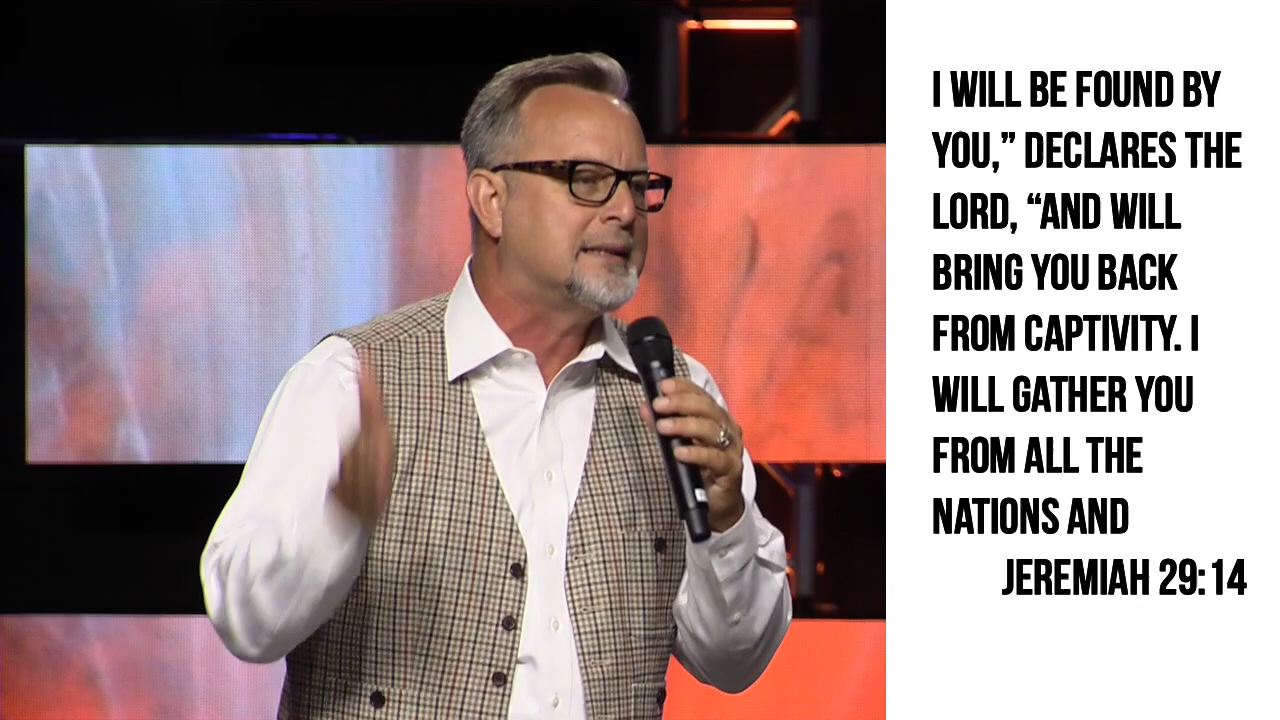 I WILL BE FOUND BY
YOU,” DECLARES THE
LORD, “AND WILL
BRING YOU BACK
FROM CAPTIVITY. I
WILL GATHER YOU
FROM ALL THE
NATIONS AND
JEREMIAH 29:14